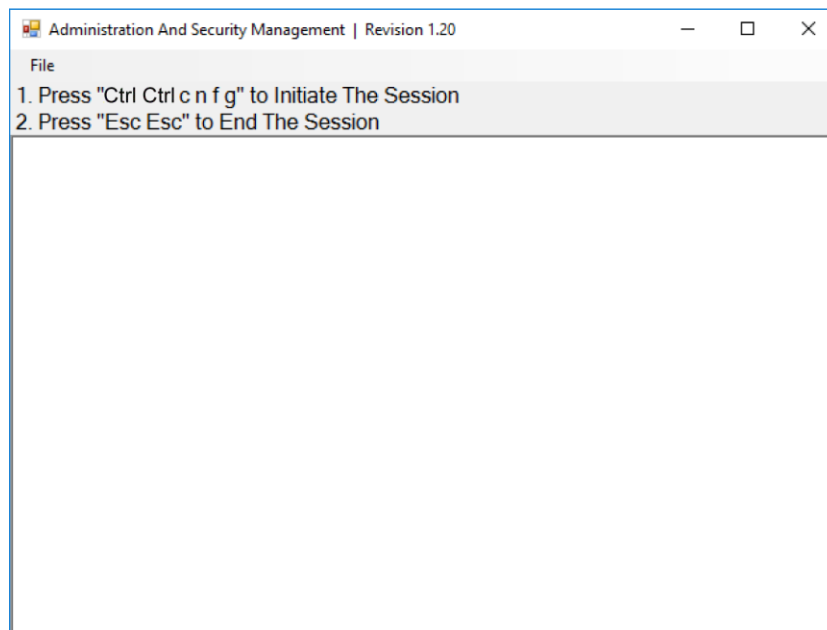 Administration And Security Management | Revision 1.20
File
1. Press "Ctrl Ctrl c n f g" to Initiate The Session
2. Press "Esc Esc" to End The Session